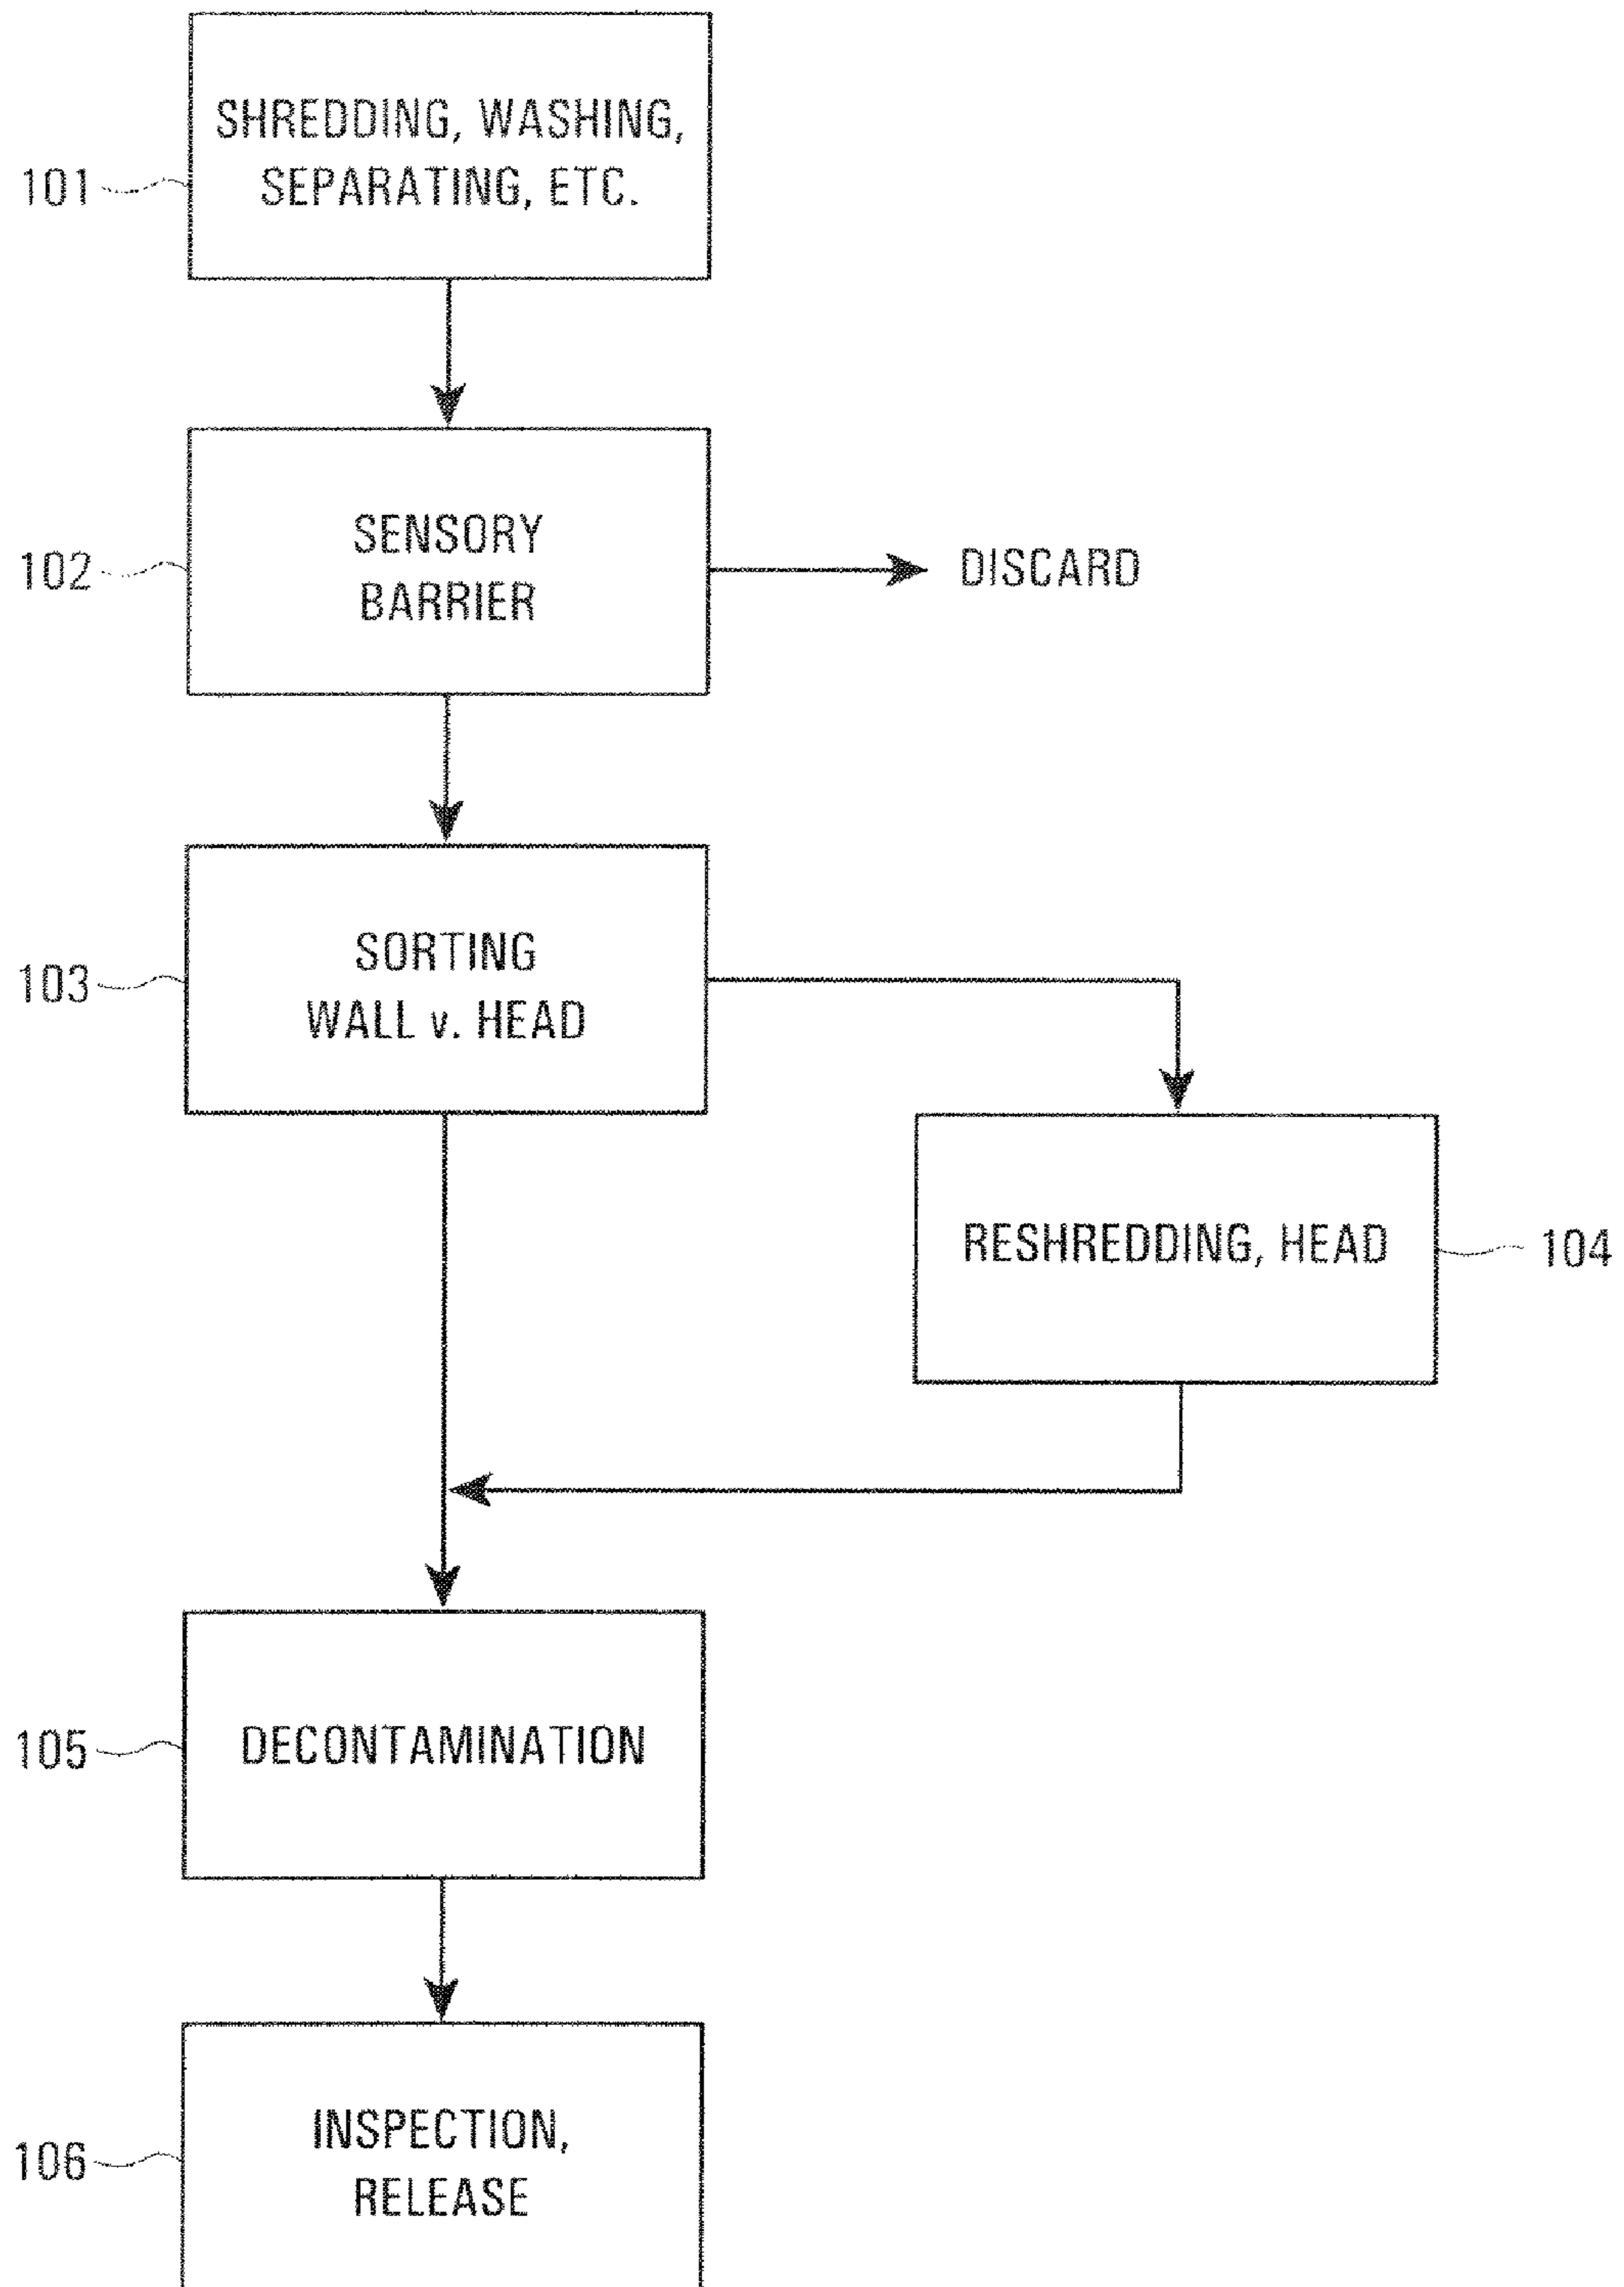 SHREDDING, WASHING,
SEPARATING, ETC.
101
SENSORY
BARRIER
102
DISCARD
SORTING
WALL v. HEAD
103
RESHREDDING, HEAD
104
DECONTAMINATION
105
INSPECTION,
RELEASE
106